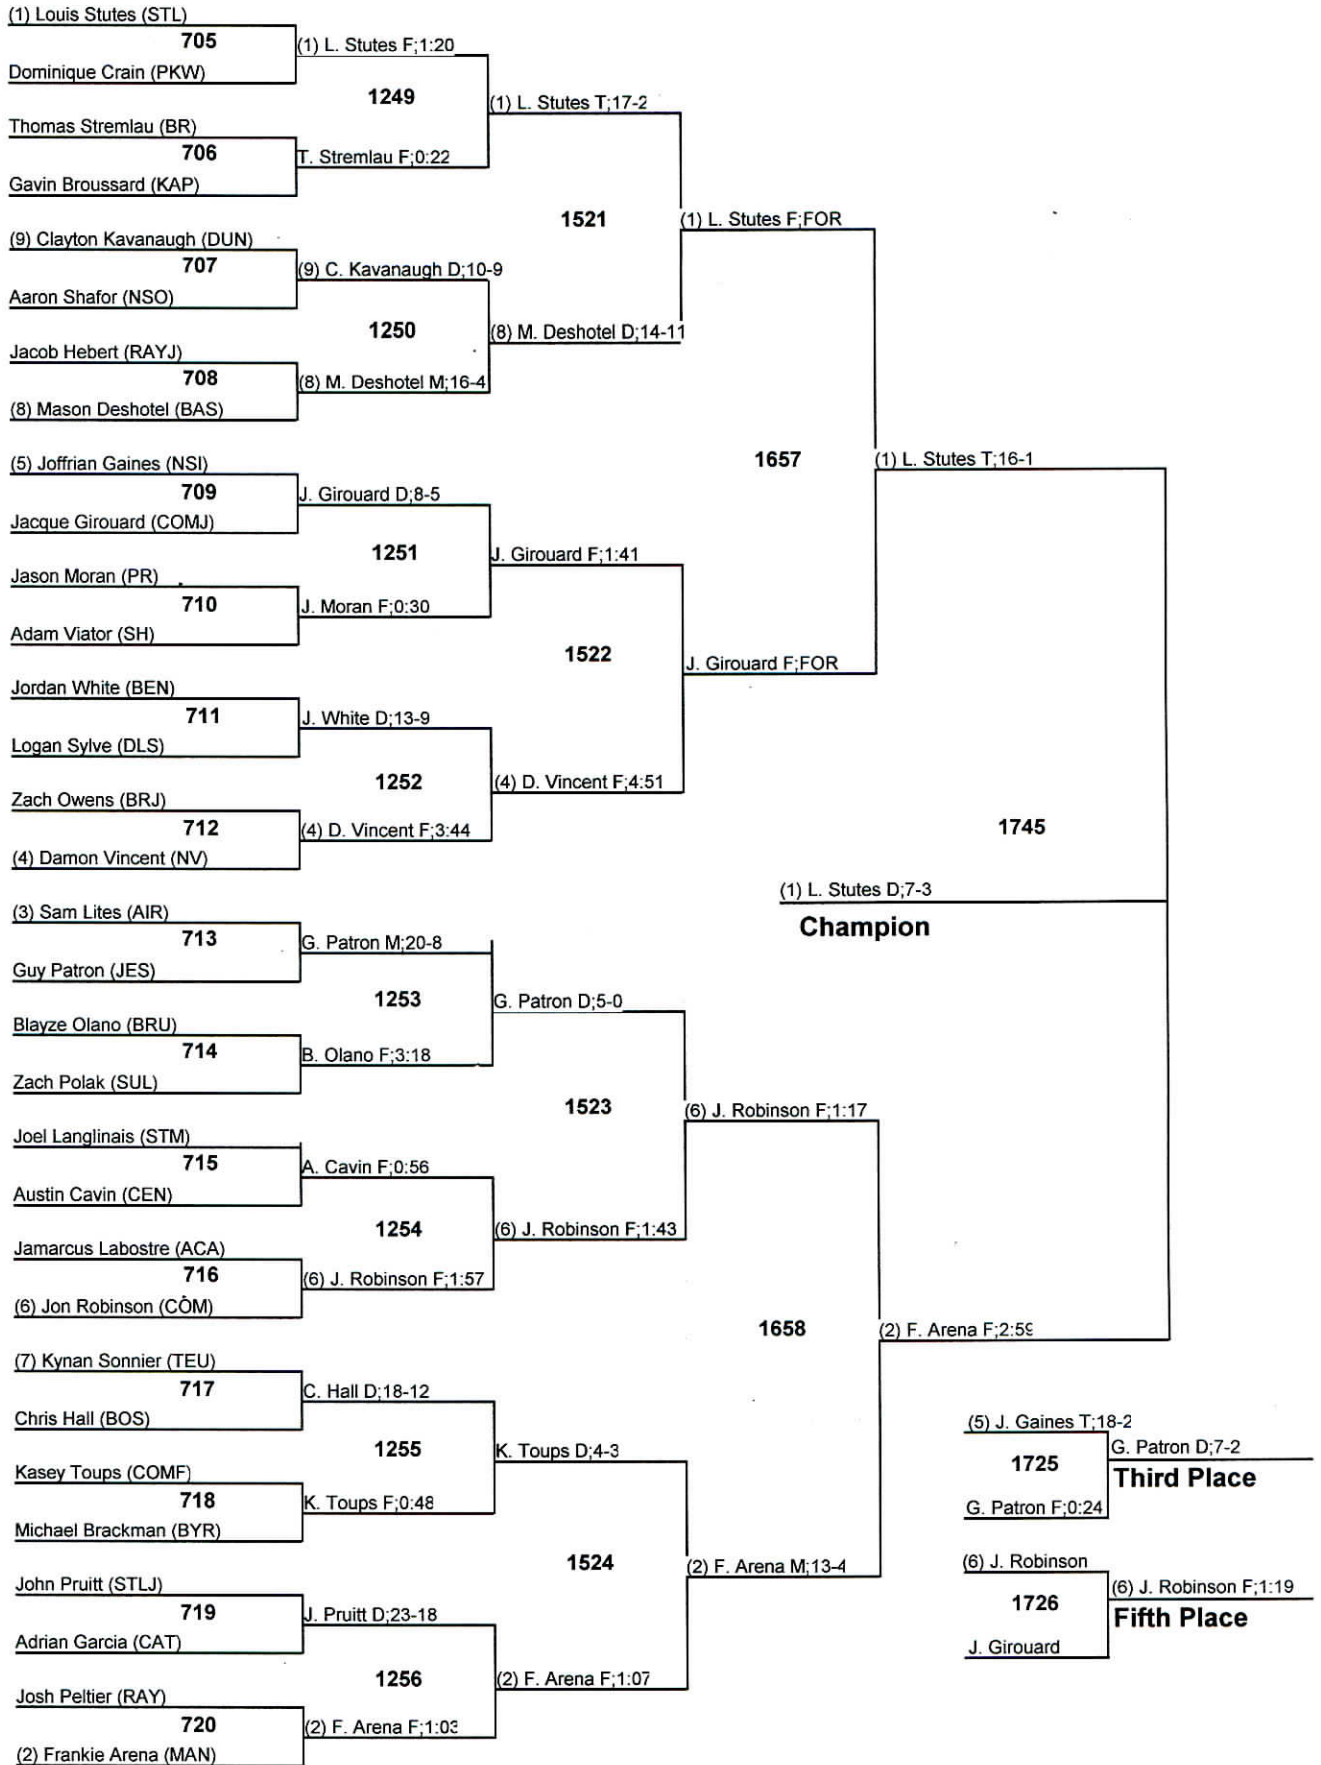 (1) Louis Stutes (STL)
705
(1) L. Stutes F;1:20
Dominique Crain (PKW)
1249
(1) L. Stutes T;17-2
Thomas Stremlau (BR)
706
T. Stremlau F;0:22
Gavin Broussard (KAP)
1521
(1) L. Stutes F;FOR
(9) Clayton Kavanaugh (DUN)
707
(9) C. Kavanaugh D;10-9
Aaron Shafor (NSO)
1250
(8) M. Deshotel D;14-11
Jacob Hebert (RAYJ)
708
(8) M. Deshotel M;16-4
(8) Mason Deshotel (BAS)
1657
(1) L. Stutes T;16-1
(5) Joffrian Gaines (NSI)
709
J. Girouard D;8-5
Jacque Girouard (COMJ)
1251
J. Girouard F;1:41
Jason Moran (PR)
710
J. Moran F;0:30
Adam Viator (SH)
1522
J. Girouard F;FOR
Jordan White (BEN)
711
J. White D;13-9
Logan Sylve (DLS)
1252
(4) D. Vincent F;4:51
Zach Owens (BRJ)
712
(4) D. Vincent F;3:44
(4) Damon Vincent (NV)
1745
(1) L. Stutes D;7-3
Champion
(3) Sam Lites (AIR)
713
G. Patron M;20-8
Guy Patron (JES)
1253
G. Patron D;5-0
Blayze Olano (BRU)
714
B. Olano F;3:18
Zach Polak (SUL)
1523
(6) J. Robinson F;1:17
Joel Langlinais (STM)
715
A. Cavin F;0:56
Austin Cavin (CEN)
1254
(6) J. Robinson F;1:43
Jamarcus Labostre (ACA)
716
(6) J. Robinson F;1:57
(6) Jon Robinson (COM)
1658
(2) F. Arena F;2:59
(7) Kynan Sonnier (TEU)
717
C. Hall D;18-12
Chris Hall (BOS)
1255
K. Toups D;4-3
Kasey Toups (COMF)
718
K. Toups F;0:48
Michael Brackman (BYR)
1524
(2) F. Arena M;13-4
John Pruitt (STLJ)
719
J. Pruitt D;23-18
Adrian Garcia (CAT)
1256
(2) F. Arena F;1:07
Josh Peltier (RAY)
720
(2) F. Arena F;1:03
(2) Frankie Arena (MAN)
(5) J. Gaines T;18-2
1725
G. Patron D;7-2
Third Place
G. Patron F;0:24
(6) J. Robinson
1726
(6) J. Robinson F;1:19
Fifth Place
J. Girouard